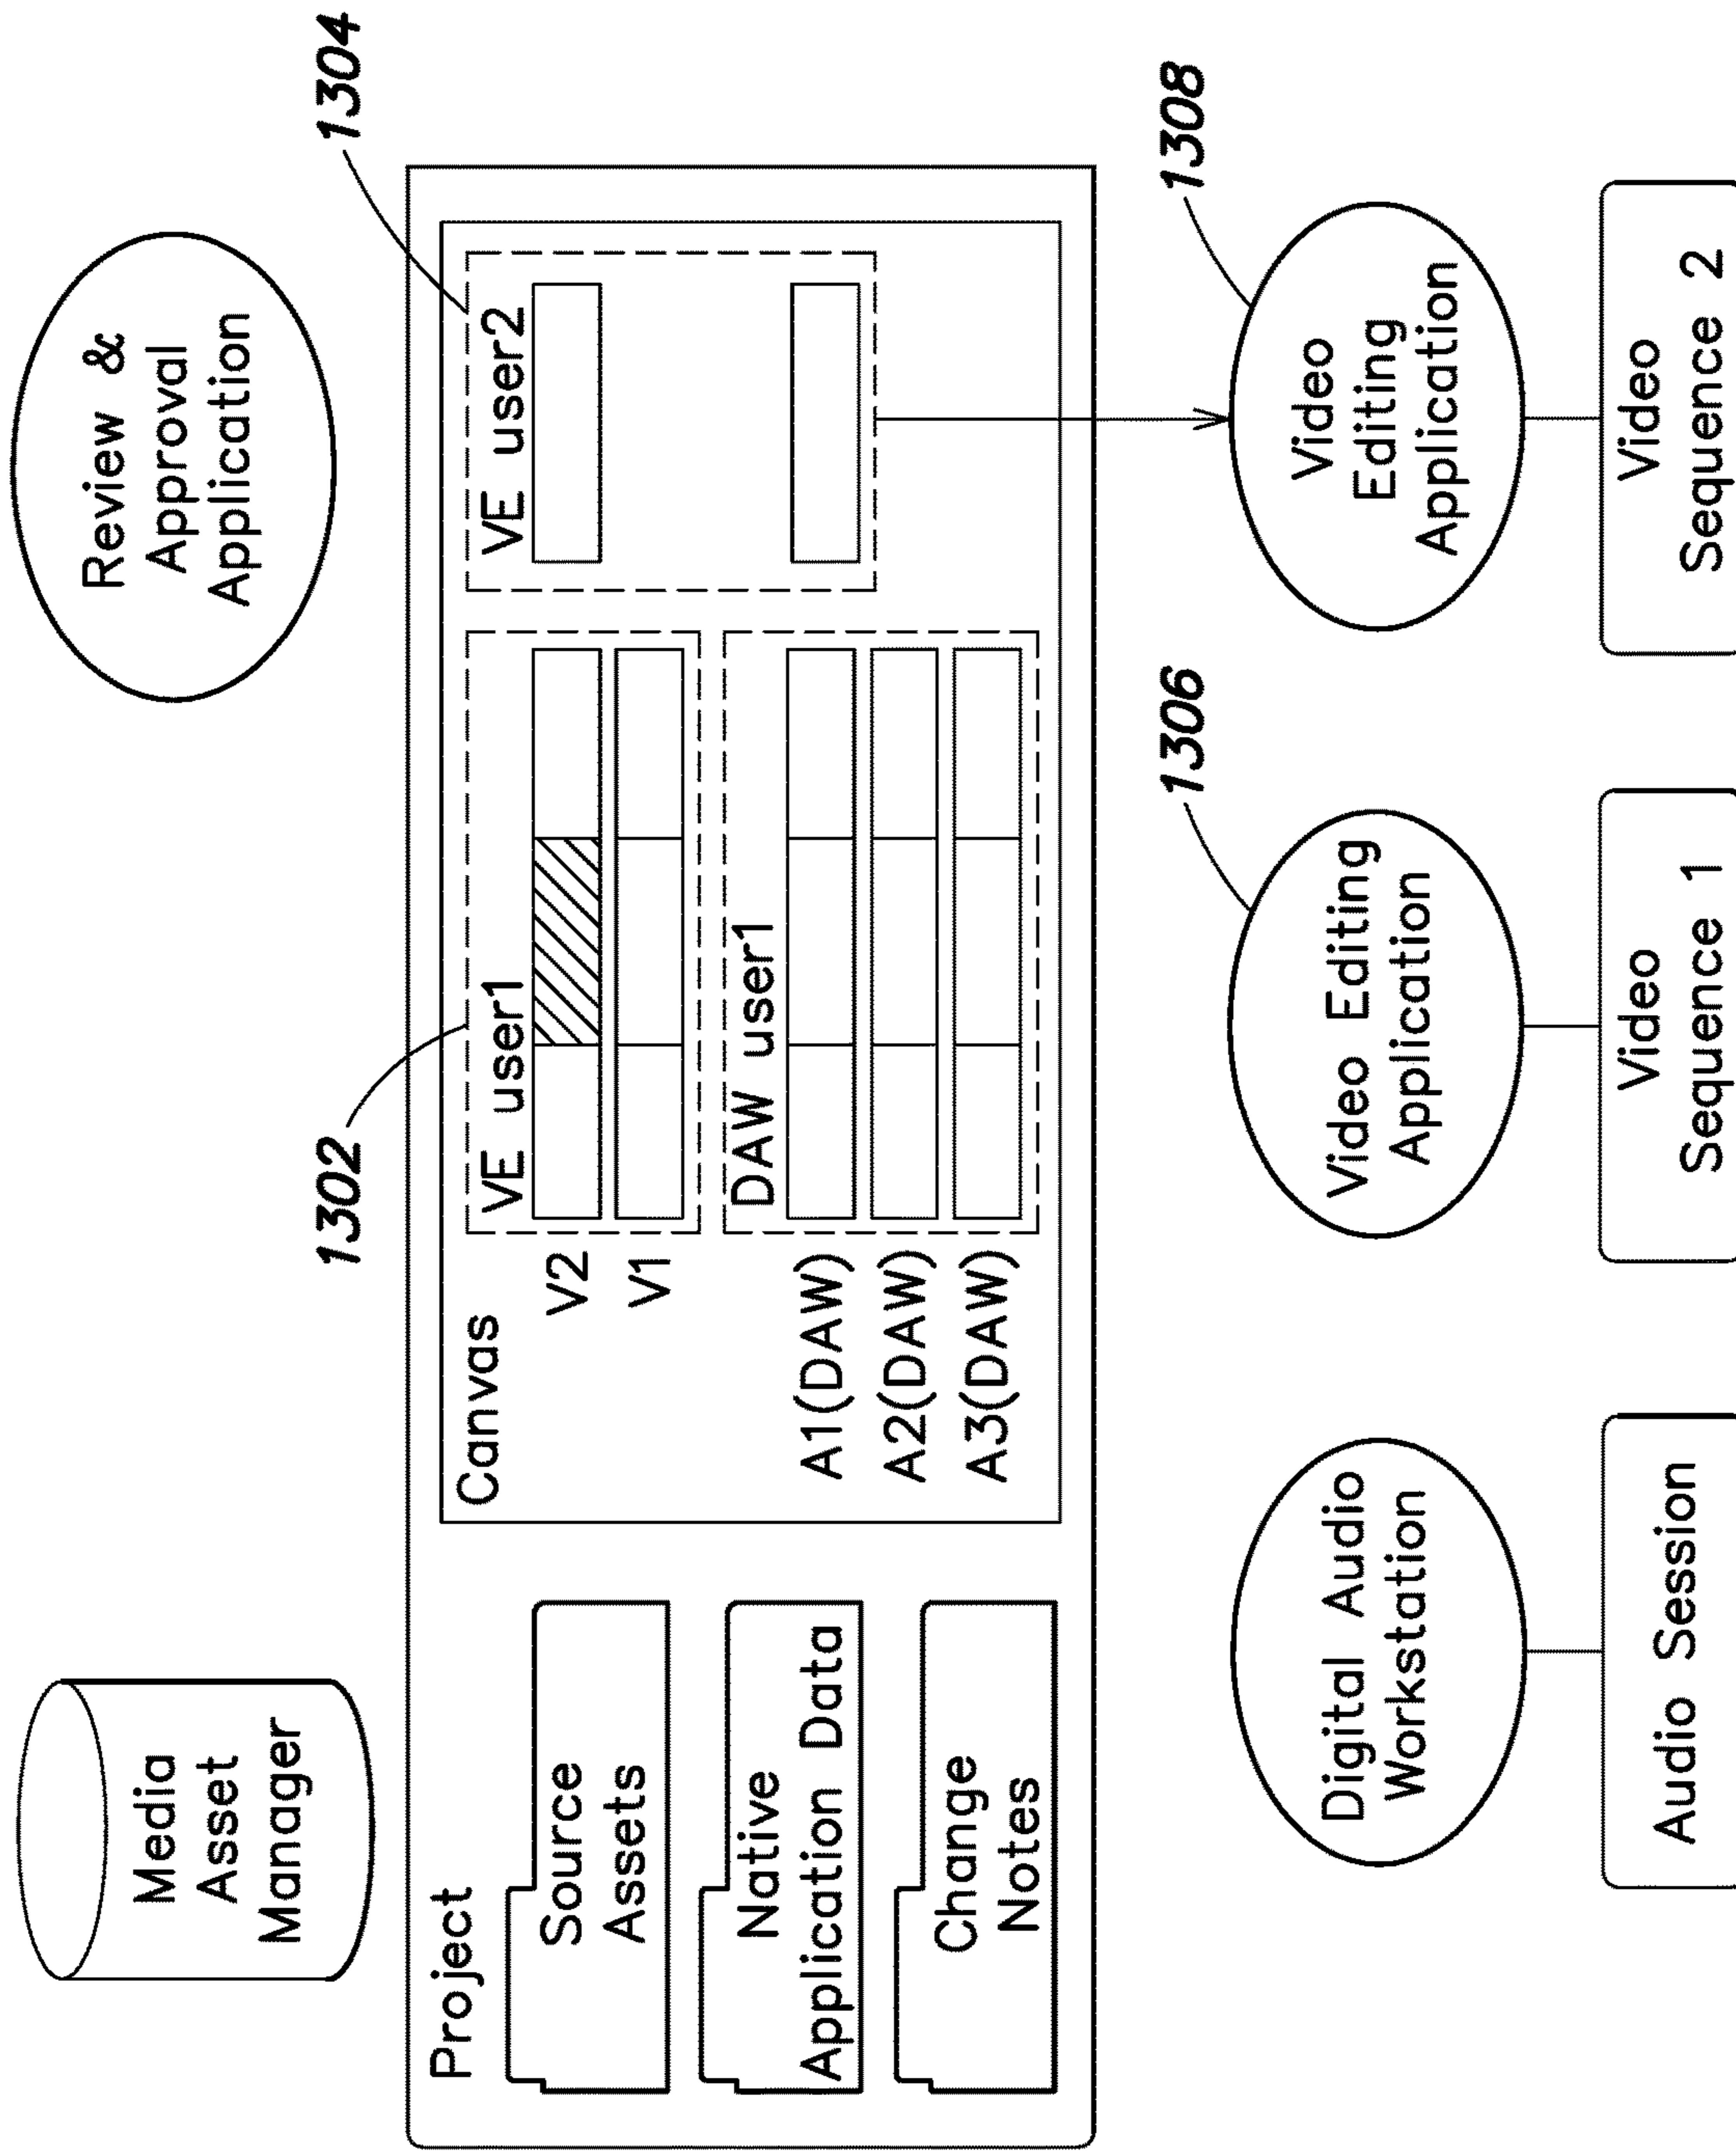 Media
Asset
Manager
Review &
Approval
Application
1302
1304
Project
Source
Assets
Native
Application Data
Change
Notes
Canvas
VE user1
VE user2
V2
V1
DAW user1
A1(DAW)
A2(DAW)
A3(DAW)
1306
1308
Digital Audio
Workstation
Video Editing
Application
Video
Editing
Application
Audio Session
Video
Sequence 1
Video
Sequence 2